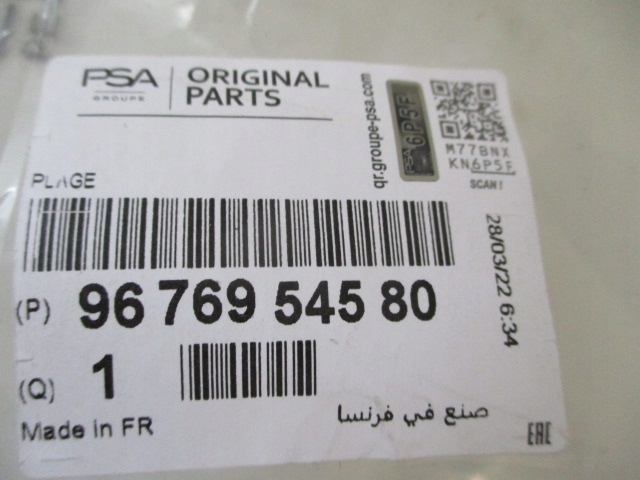 PSA
GROUPE
ORIGINAL
PARTS
qr.groupe-psa.com
PSA 6P5F
M77BNX
KN6P5F
SCAN!
PLAGE
28/03/22 6:34
(P) 96 769 545 80
(Q) 1
Made in FR
صنع في فرنسا
EAC